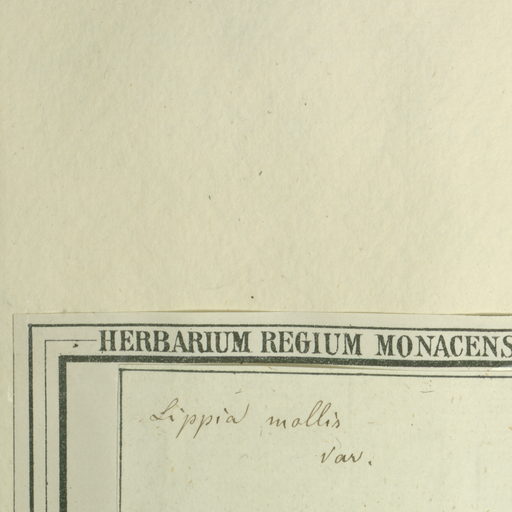 HERBARIUM REGIUM MONACENS
Lippia mollis
var.